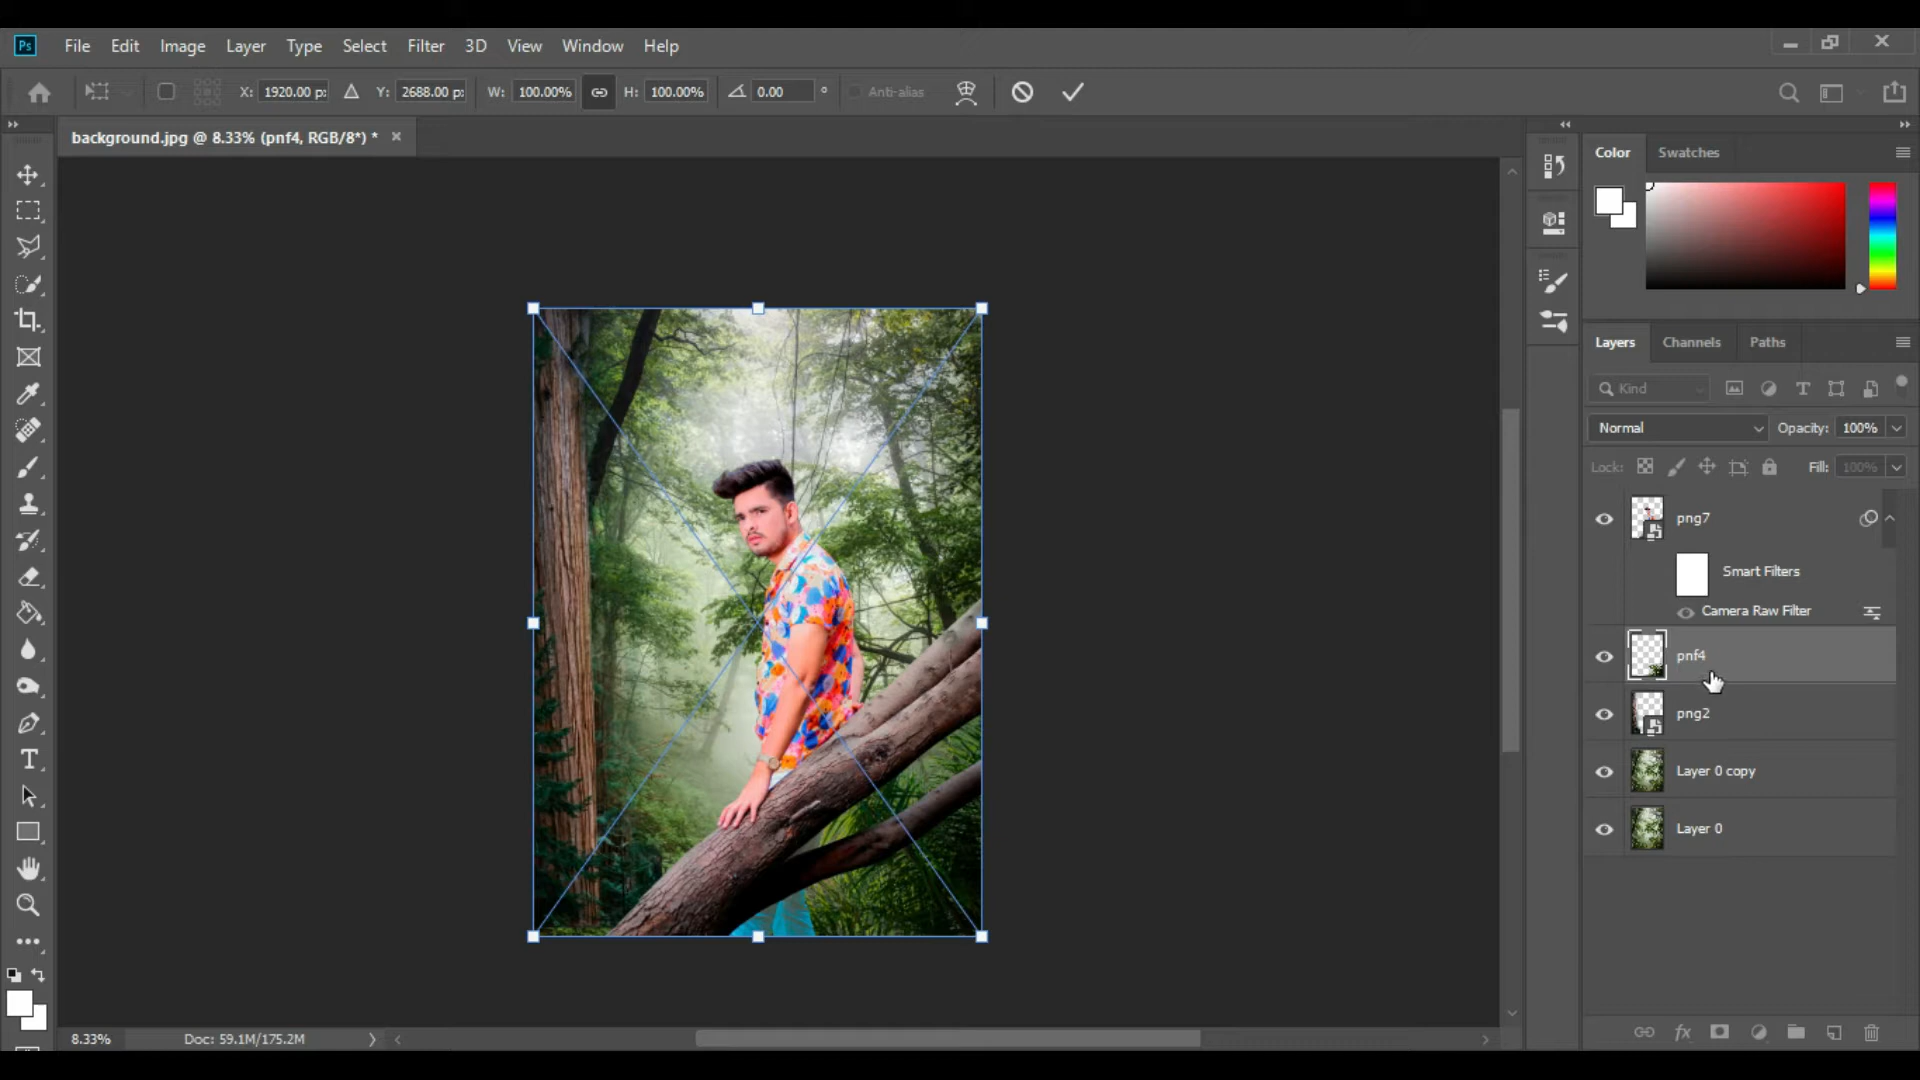 Ps File Edit Image Layer Type Select Filter 3D View Window Help
X: 1920.00 p: Y: 2688.00 p: W: 100.00% H: 100.00% 0.00 ° Anti-alias
background.jpg @ 8.33% (pnf4, RGB/8*) *
Color Swatches
Layers Channels Paths
Kind
Normal Opacity: 100%
Lock: Fill: 100%
png7
Smart Filters
Camera Raw Filter
pnf4
png2
Layer 0 copy
Layer 0
8.33% Doc: 59.1M/175.2M